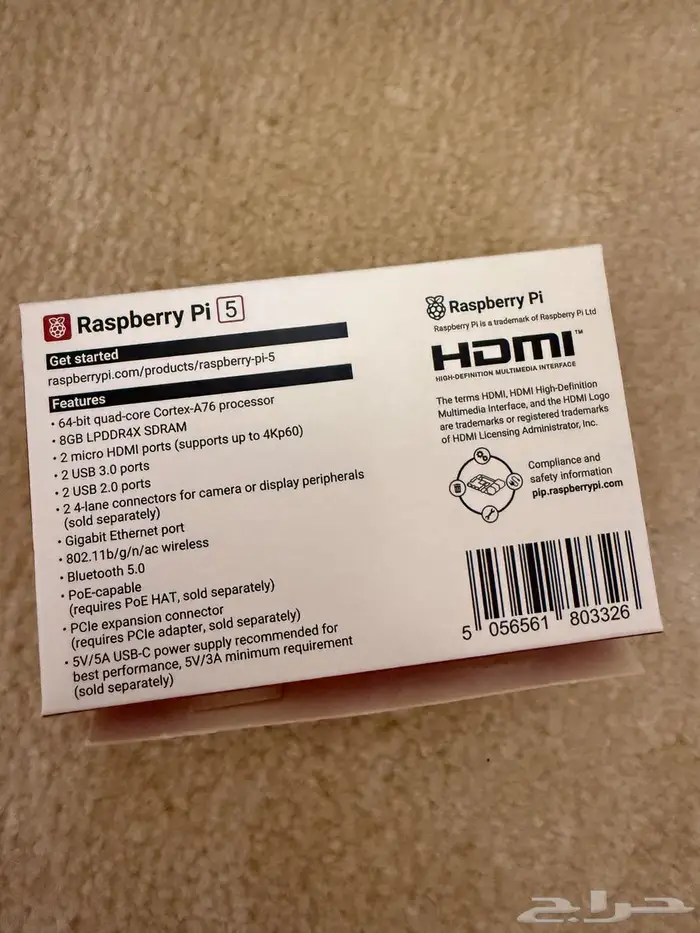 Raspberry Pi 5
Get started
raspberrypi.com/products/raspberry-pi-5
Features
• 64-bit quad-core Cortex-A76 processor
• 8GB LPDDR4X SDRAM
• 2 micro HDMI ports (supports up to 4Kp60)
• 2 USB 3.0 ports
• 2 USB 2.0 ports
• 2 4-lane connectors for camera or display peripherals
(sold separately)
• Gigabit Ethernet port
• 802.11b/g/n/ac wireless
• Bluetooth 5.0
• PoE-capable
(requires PoE HAT, sold separately)
• PCIe expansion connector
(requires PCIe adapter, sold separately)
• 5V/5A USB-C power supply recommended for
best performance, 5V/3A minimum requirement
(sold separately)
Raspberry Pi
Raspberry Pi is a trademark of Raspberry Pi Ltd
HDMI™
HIGH-DEFINITION MULTIMEDIA INTERFACE
The terms HDMI, HDMI High-Definition
Multimedia Interface, and the HDMI Logo
are trademarks or registered trademarks
of HDMI Licensing Administrator, Inc.
Compliance and
safety information
pip.raspberrypi.com
5 056561 803326
حراج